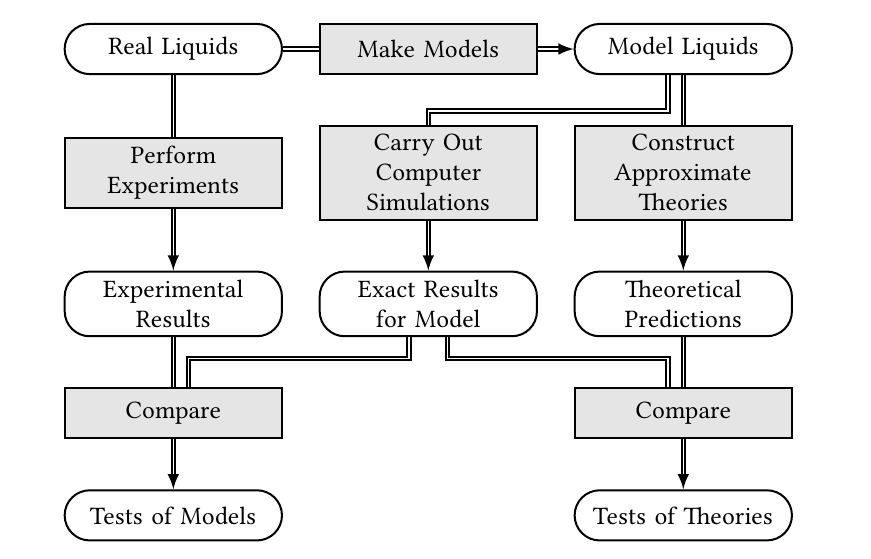 Real Liquids
Make Models
Model Liquids
Perform
Experiments
Carry Out
Computer
Simulations
Construct
Approximate
Theories
Experimental
Results
Exact Results
for Model
Theoretical
Predictions
Compare
Compare
Tests of Models
Tests of Theories